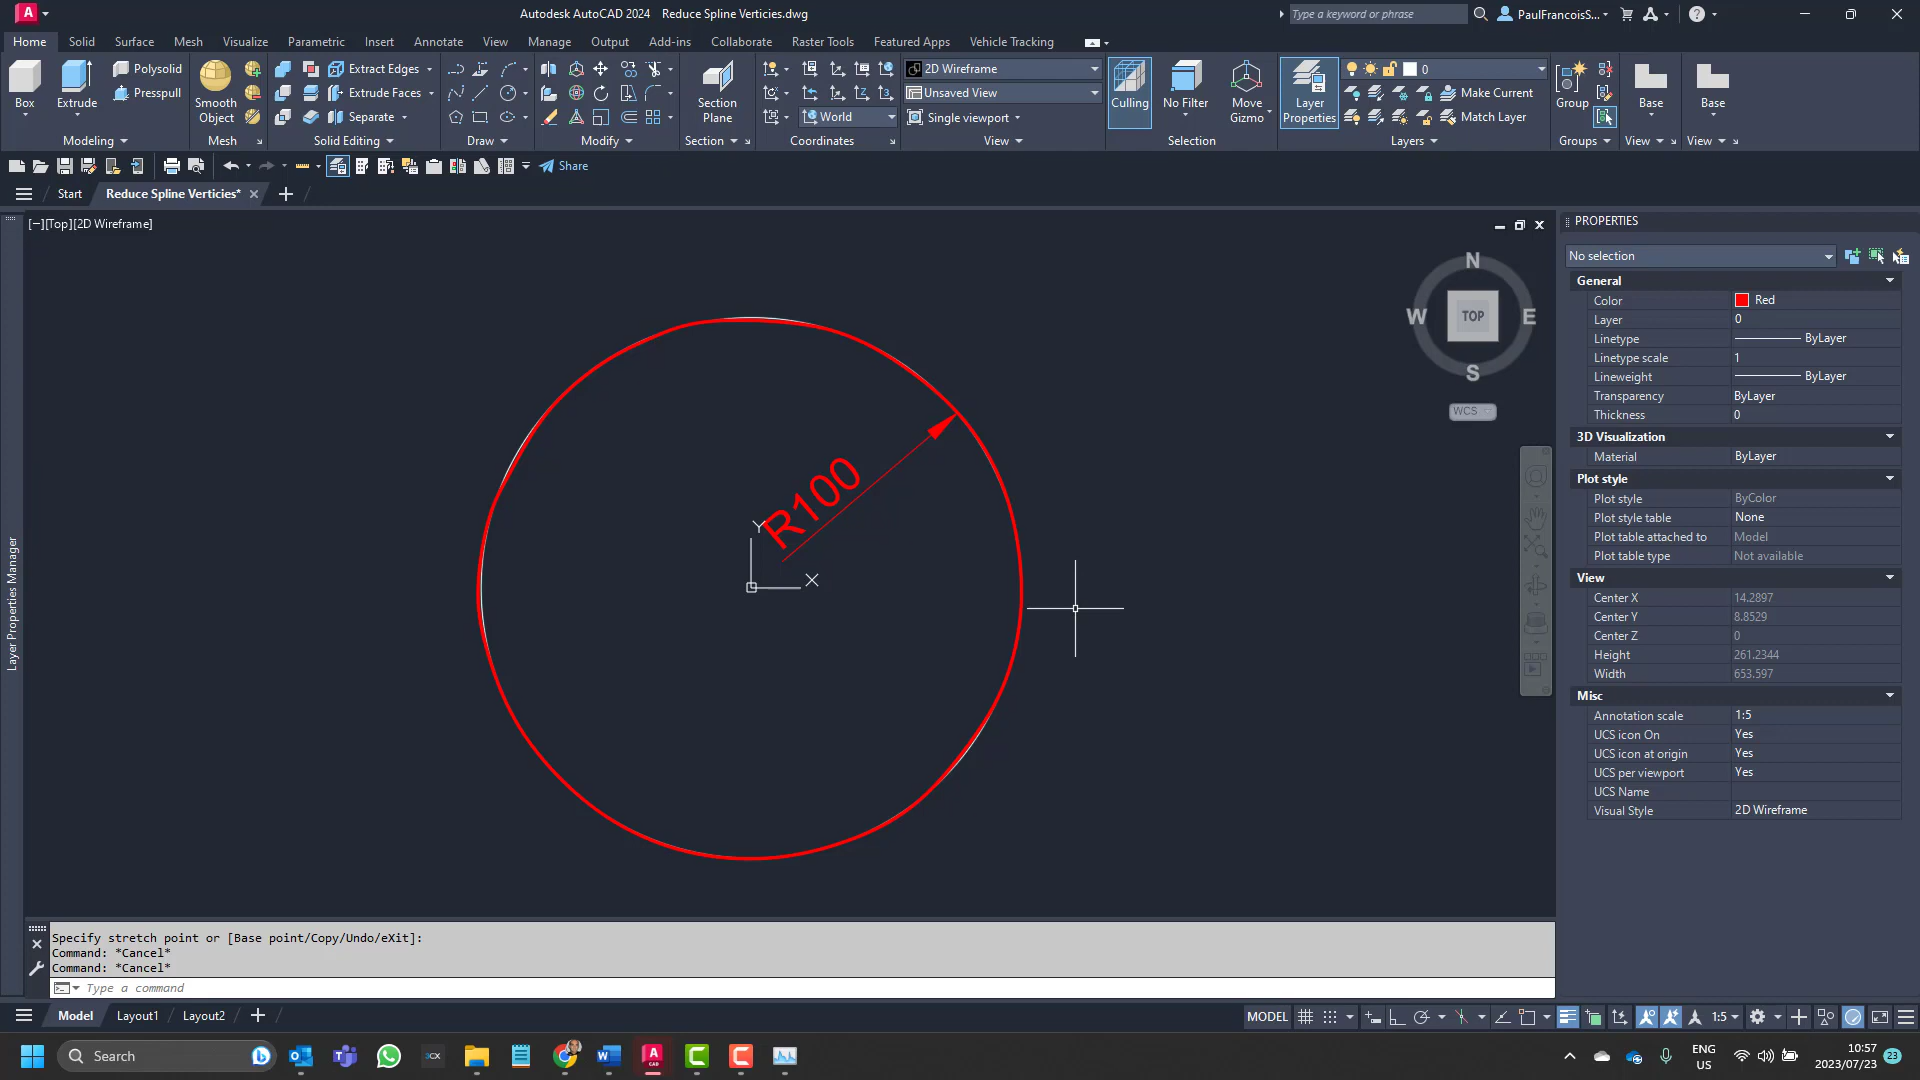 Autodesk AutoCAD 2024 Reduce Spline Verticies.dwg
Type a keyword or phrase
PaulFrancoisS...
Home Solid Surface Mesh Visualize Parametric Insert Annotate View Manage Output Add-ins Collaborate Raster Tools Featured Apps Vehicle Tracking
Box
Extrude
Polysolid
Presspull
Modeling
Smooth
Object
Mesh
Extract Edges
Extrude Faces
Separate
Solid Editing
Draw
Modify
Section
Plane
Section
World
Coordinates
2D Wireframe
Unsaved View
Single viewport
View
Culling
No Filter
Move
Gizmo
Selection
Layer
Properties
0
Make Current
Match Layer
Layers
Group
Groups
Base
View
Base
View
Share
Start
Reduce Spline Verticies*
[−][Top][2D Wireframe]
N
W TOP E
S
WCS
R100
Y
X
Layer Properties Manager
PROPERTIES
No selection
General
Color Red
Layer 0
Linetype ByLayer
Linetype scale 1
Lineweight ByLayer
Transparency ByLayer
Thickness 0
3D Visualization
Material ByLayer
Plot style
Plot style ByColor
Plot style table None
Plot table attached to Model
Plot table type Not available
View
Center X 14.2897
Center Y 8.8529
Center Z 0
Height 261.2344
Width 653.597
Misc
Annotation scale 1:5
UCS icon On Yes
UCS icon at origin Yes
UCS per viewport Yes
UCS Name
Visual Style 2D Wireframe
Specify stretch point or [Base point/Copy/Undo/eXit]:
Command: *Cancel*
Command: *Cancel*
Type a command
Model Layout1 Layout2
MODEL
1:5
Search
3CX
ENG
US
10:57
2023/07/23
23